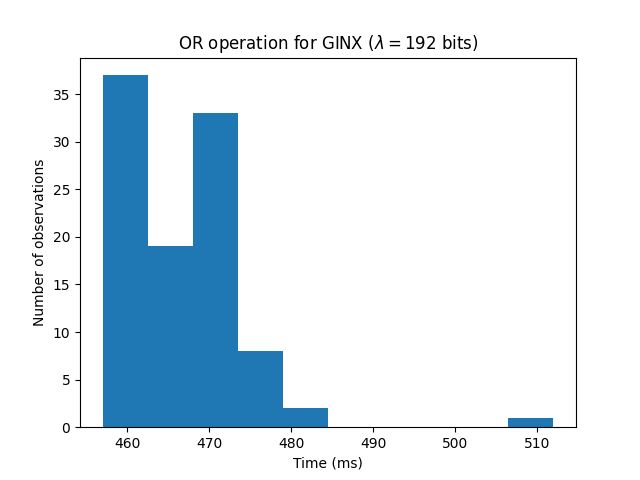 OR operation for GINX (λ = 192 bits)
35
30
25
20
15
10
5
0
Number of observations
460 470 480 490 500 510
Time (ms)